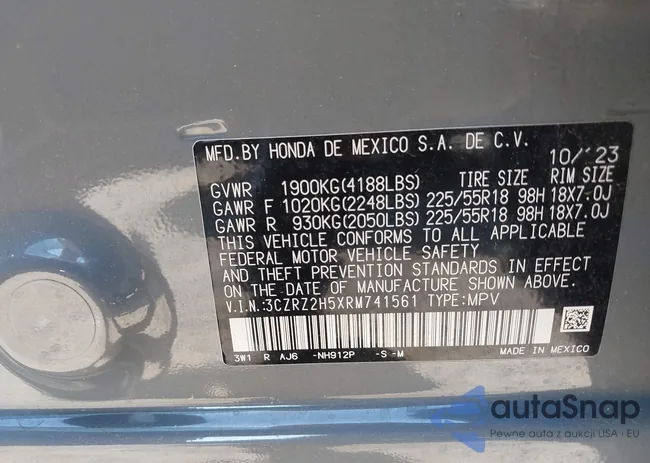 MFD.BY HONDA DE MEXICO S.A. DE C.V. 10/'23
GVWR 1900KG(4188LBS) TIRE SIZE RIM SIZE
GAWR F 1020KG(2248LBS) 225/55R18 98H 18X7.0J
GAWR R 930KG(2050LBS) 225/55R18 98H 18X7.0J
THIS VEHICLE CONFORMS TO ALL APPLICABLE
FEDERAL MOTOR VEHICLE SAFETY
AND THEFT PREVENTION STANDARDS IN EFFECT
ON THE DATE OF MANUFACTURE SHOWN ABOVE.
V.I.N.:3CZRZ2H5XRM741561 TYPE:MPV
3W1 R AJ6 -NH912P -S -M MADE IN MEXICO
autaSnap
Pewne auta z aukcji USA · EU